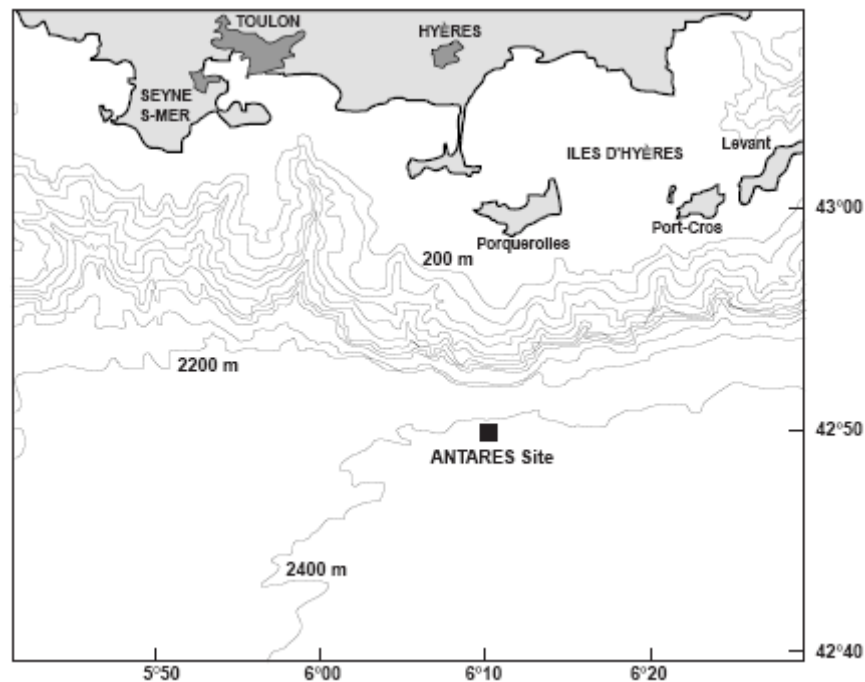 TOULON
HYÈRES
SEYNE
S-MER
ILES D'HYÈRES
Levant
43°00
Port-Cros
Porquerolles
200 m
2200 m
42°50
ANTARES Site
2400 m
42°40
5°50
6°00
6°10
6°20